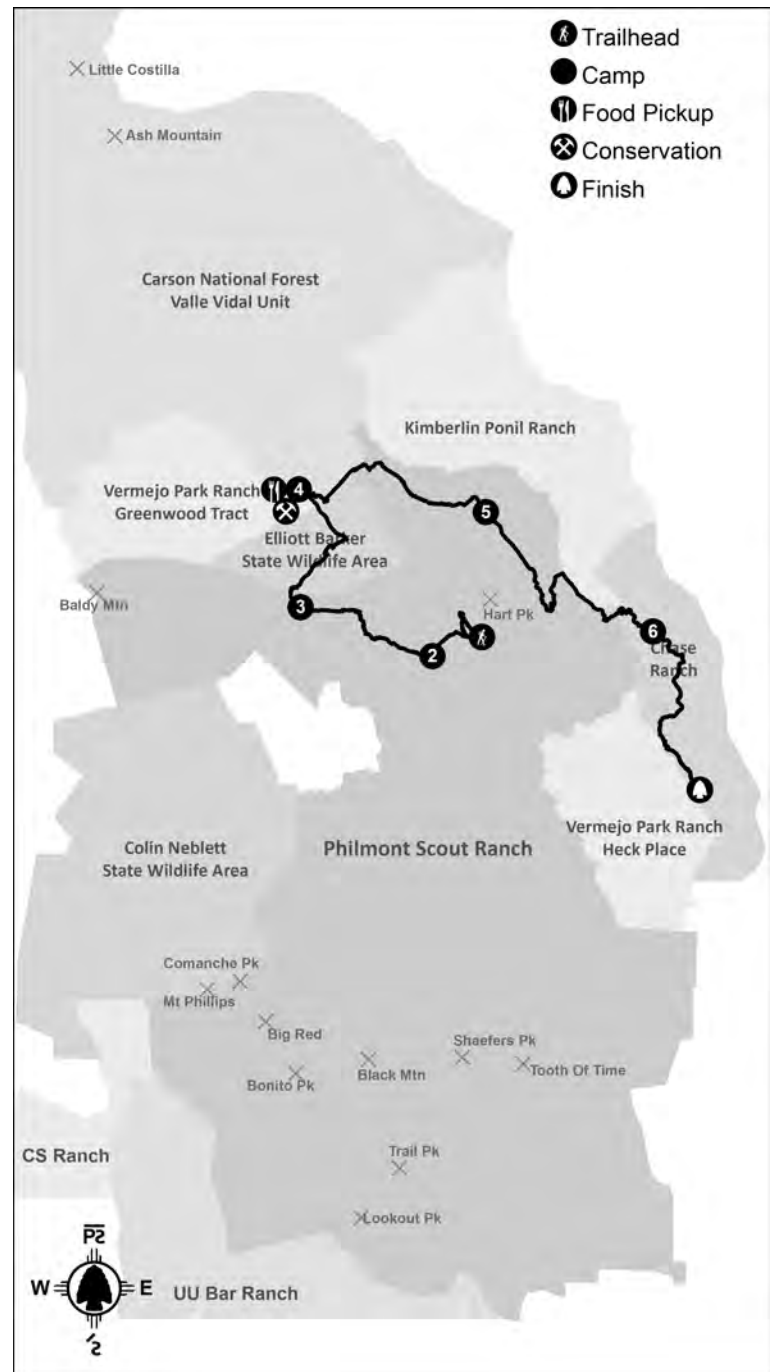 Trailhead
Camp
Food Pickup
Conservation
Finish
Little Costilla
Ash Mountain
Carson National Forest
Valle Vidal Unit
Kimberlin Ponil Ranch
Vermejo Park Ranch
Greenwood Tract
4
5
Elliott Barker
State Wildlife Area
Baldy Mtn
3
Hart Pk
2
6
Chase
Ranch
Vermejo Park Ranch
Heck Place
Colin Neblett
State Wildlife Area
Philmont Scout Ranch
Comanche Pk
Mt Phillips
Big Red
Bonito Pk
Black Mtn
Shaefers Pk
Tooth Of Time
Trail Pk
Lookout Pk
CS Ranch
UU Bar Ranch
W
E